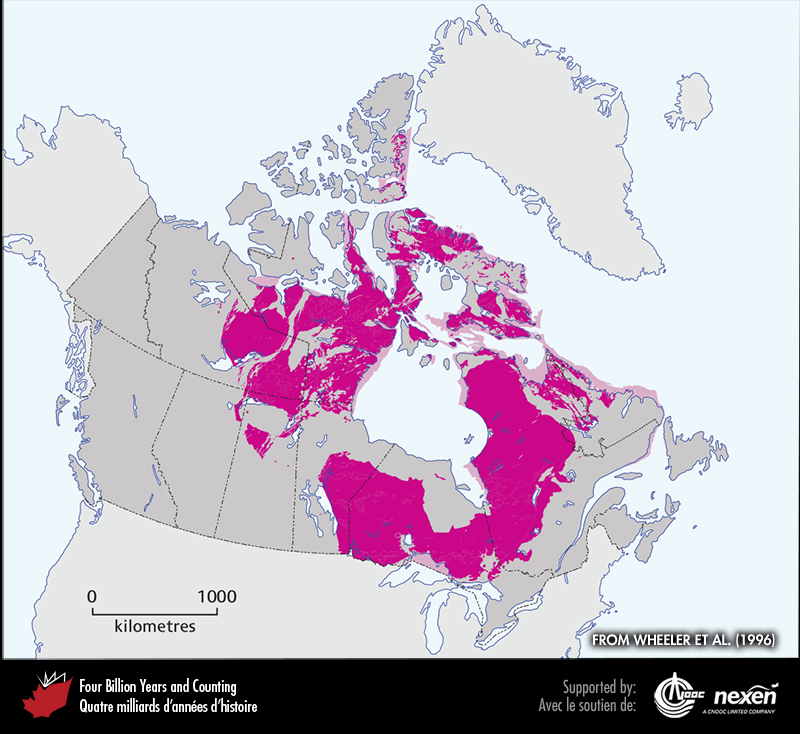 0 1000
kilometres
FROM WHEELER ET AL. (1996)
Four Billion Years and Counting
Quatre milliards d'années d'histoire
Supported by:
Avec le soutien de:
CNOOC nexen
A CNOOC LIMITED COMPANY